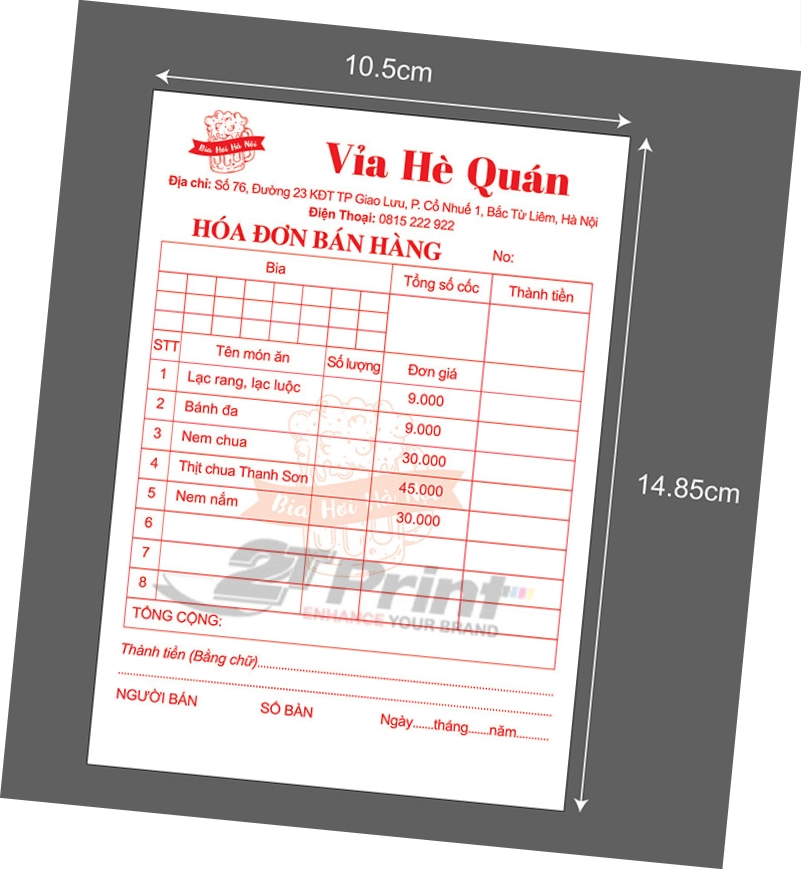 10.5cm
Bia Hơi Hà Nội
Vỉa Hè Quán
Địa chỉ: Số 76, Đường 23 KĐT TP Giao Lưu, P. Cổ Nhuế 1, Bắc Từ Liêm, Hà Nội
Điện Thoại: 0815 222 922
HÓA ĐƠN BÁN HÀNG No:
Bia Tổng số cốc Thành tiền
STT Tên món ăn Số lượng Đơn giá
1 Lạc rang, lạc luộc 9.000
2 Bánh đa 9.000
3 Nem chua 30.000
4 Thịt chua Thanh Sơn 45.000
5 Nem nắm 30.000
Bia Hơi Hà Nội
14.85cm
6
7
8
2T Print
ENHANCE YOUR BRAND
TỔNG CỘNG:
Thành tiền (Bằng chữ)..........................................................
..........................................................
NGƯỜI BÁN SỐ BÀN Ngày......tháng......năm.........